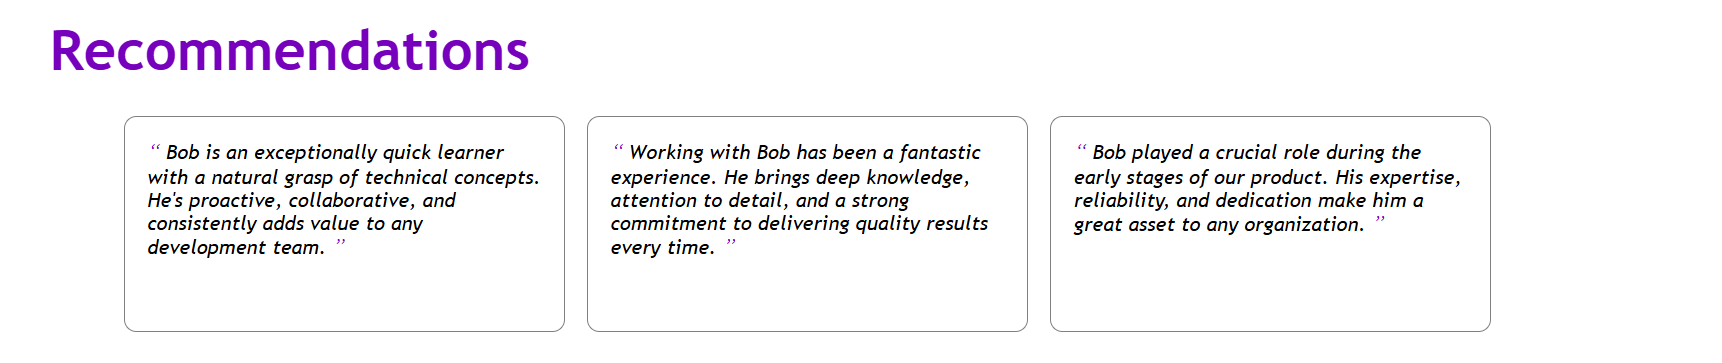 Recommendations
“ Bob is an exceptionally quick learner
with a natural grasp of technical concepts.
He's proactive, collaborative, and
consistently adds value to any
development team. ”
“ Working with Bob has been a fantastic
experience. He brings deep knowledge,
attention to detail, and a strong
commitment to delivering quality results
every time. ”
“ Bob played a crucial role during the
early stages of our product. His expertise,
reliability, and dedication make him a
great asset to any organization. ”